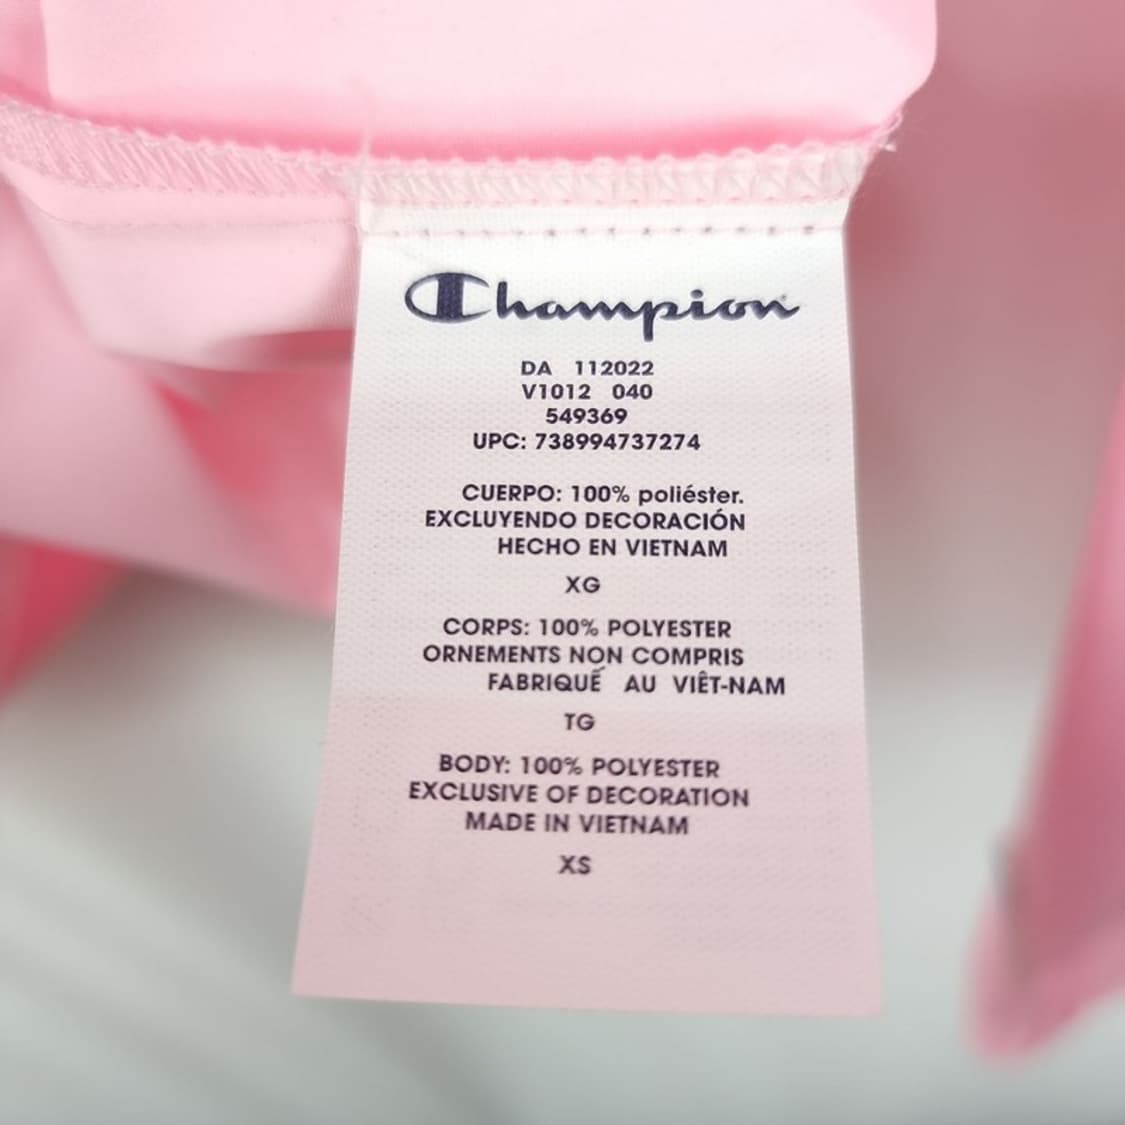 Champion
DA 112022
V1012 040
549369
UPC: 738994737274
CUERPO: 100% poliéster.
EXCLUYENDO DECORACIÓN
HECHO EN VIETNAM
XG
CORPS: 100% POLYESTER
ORNEMENTS NON COMPRIS
FABRIQUÉ AU VIÊT-NAM
TG
BODY: 100% POLYESTER
EXCLUSIVE OF DECORATION
MADE IN VIETNAM
XS